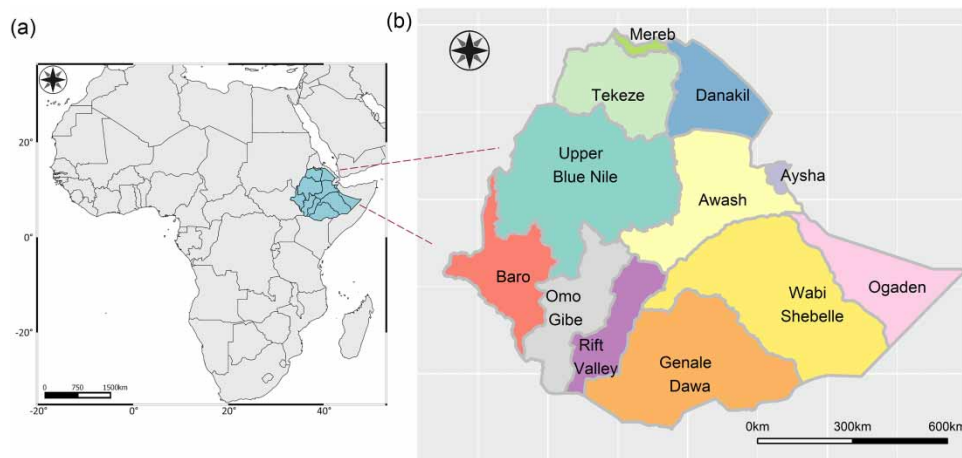 (a)
20°
0°
-20°
0 750 1500km
-20° 0° 20° 40°
(b)
Mereb
Tekeze
Danakil
Upper
Blue Nile
Aysha
Awash
Baro
Omo
Gibe
Ogaden
Wabi
Shebelle
Rift
Valley
Genale
Dawa
0km 300km 600km